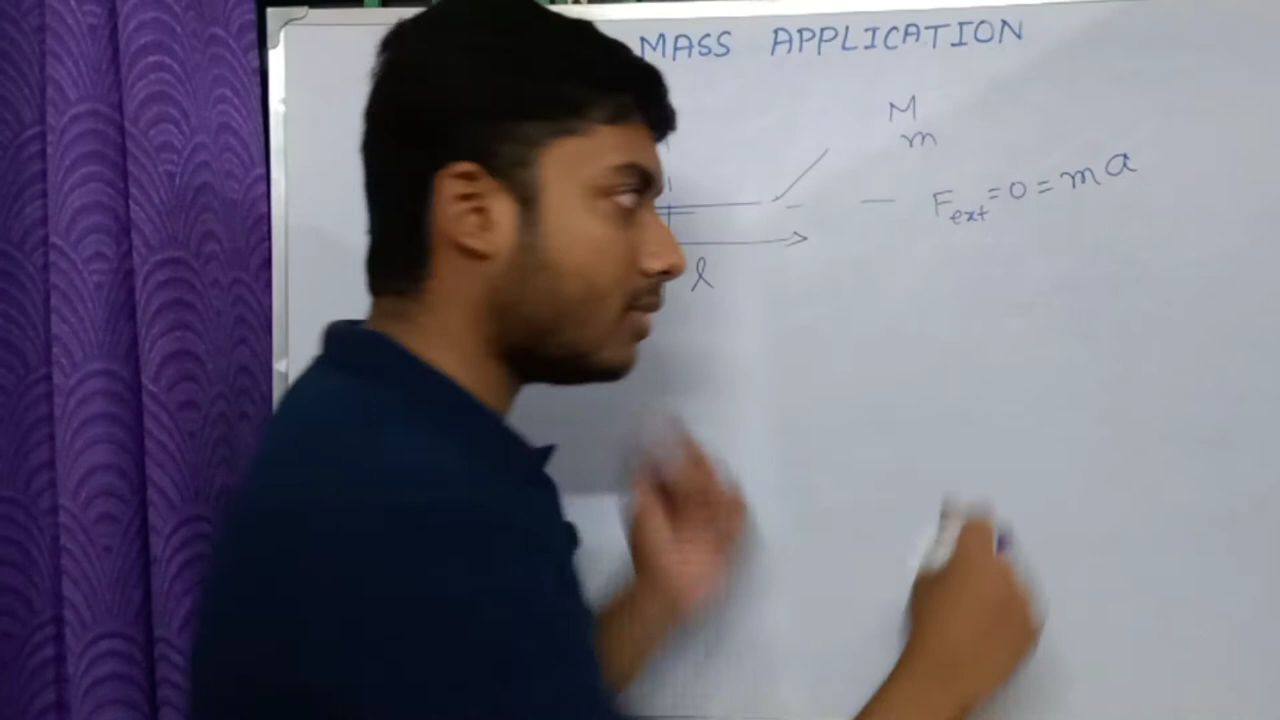 MASS APPLICATION
M
m
F_ext = 0 = ma
l